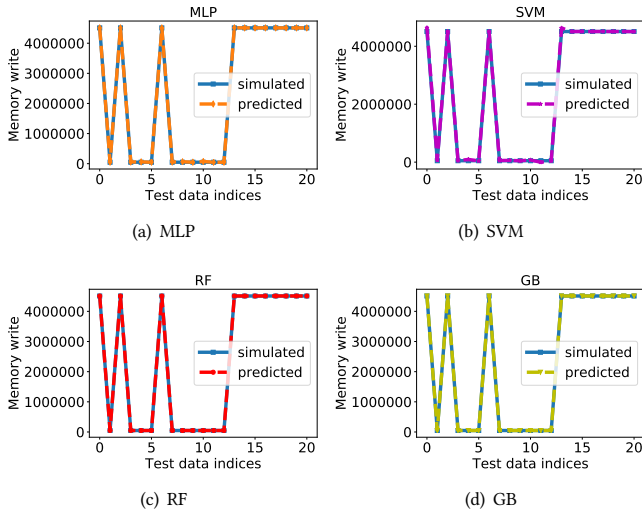 MLP
Memory write
4000000
3000000
2000000
1000000
0
simulated
predicted
0 5 10 15 20
Test data indices
(a) MLP
SVM
Memory write
4000000
2000000
0
simulated
predicted
0 5 10 15 20
Test data indices
(b) SVM
RF
Memory write
4000000
3000000
2000000
1000000
0
simulated
predicted
0 5 10 15 20
Test data indices
(c) RF
GB
Memory write
4000000
3000000
2000000
1000000
0
simulated
predicted
0 5 10 15 20
Test data indices
(d) GB